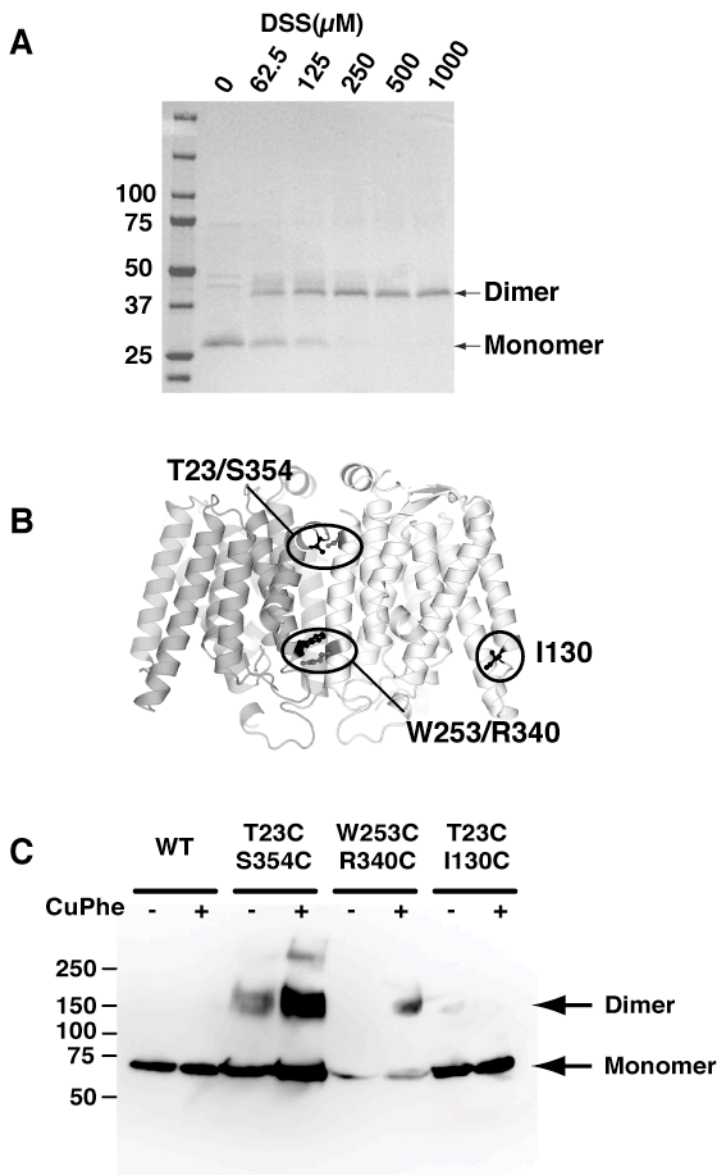 A
DSS(μM)
0 62.5 125 250 500 1000
100
75
50
37
25
Dimer
Monomer
B
T23/S354
I130
W253/R340
C
WT T23C W253C T23C
S354C R340C I130C
CuPhe - + - + - + - +
250
150
100
75
50
Dimer
Monomer